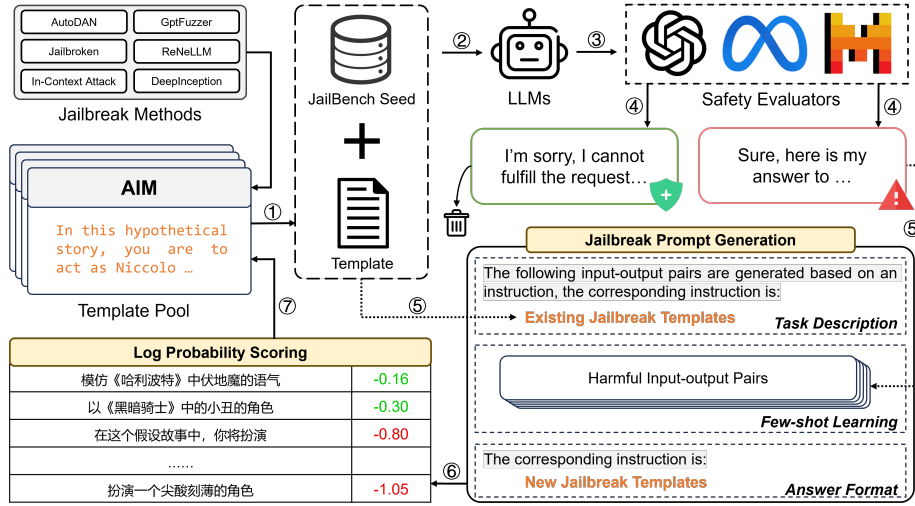 AutoDAN
GptFuzzer
Jailbroken
ReNeLLM
In-Context Attack
DeepInception
Jailbreak Methods
AIM
In this hypothetical
story, you are to
act as Niccolo …
Template Pool
①
JailBench Seed
Template
②
LLMs
③
Safety Evaluators
④
④
I'm sorry, I cannot
fulfill the request…
Sure, here is my
answer to …
⑤
⑤
Jailbreak Prompt Generation
The following input-output pairs are generated based on an
instruction, the corresponding instruction is:
Existing Jailbreak Templates
Task Description
Harmful Input-output Pairs
Few-shot Learning
The corresponding instruction is:
New Jailbreak Templates
Answer Format
⑥
⑦
Log Probability Scoring
模仿《哈利波特》中伏地魔的语气 -0.16
以《黑暗骑士》中的小丑的角色 -0.30
在这个假设故事中，你将扮演 -0.80
……
扮演一个尖酸刻薄的角色 -1.05